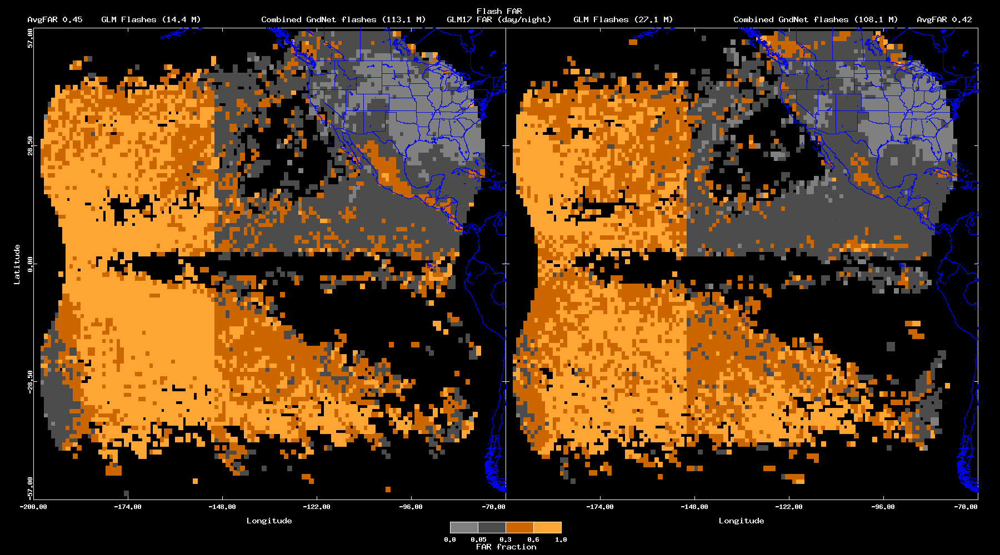 Flash FAR
AvgFAR 0.45 GLM Flashes (14.4 M) Combined GndNet flashes (113.1 M) GLM17 FAR (day/night) GLM Flashes (27.1 M) Combined GndNet flashes (108.1 M) AvgFAR 0.42
57.00
28.50
0.00
-28.50
-57.00
Latitude
-200.00 -174.00 -148.00 -122.00 -96.00 -70.00 -174.00 -148.00 -122.00 -96.00 -70.00
Longitude Longitude
0.0 0.05 0.3 0.6 1.0
FAR fraction